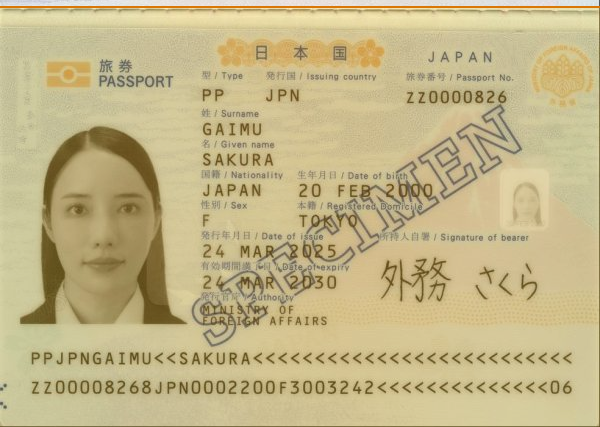 日本国
JAPAN
旅券
PASSPORT
型 / Type 発行国 / Issuing country 旅券番号 / Passport No.
PP JPN ZZ0000826
姓 / Surname
GAIMU
名 / Given name
SAKURA
国籍 / Nationality 生年月日 / Date of birth
JAPAN 20 FEB 2000
性別 / Sex 本籍 / Registered Domicile
F TOKYO
発行年月日 / Date of issue 所持人自署 / Signature of bearer
24 MAR 2025
有効期間満了日 / Date of expiry
24 MAR 2030
外務 さくら
発行官庁 / Authority
MINISTRY OF
FOREIGN AFFAIRS
SPECIMEN
PPJPNGAIMU<<SAKURA<<<<<<<<<<<<<<<<<<<<<<<<<<
ZZ00008268JPN0002200F3003242<<<<<<<<<<<<<<06